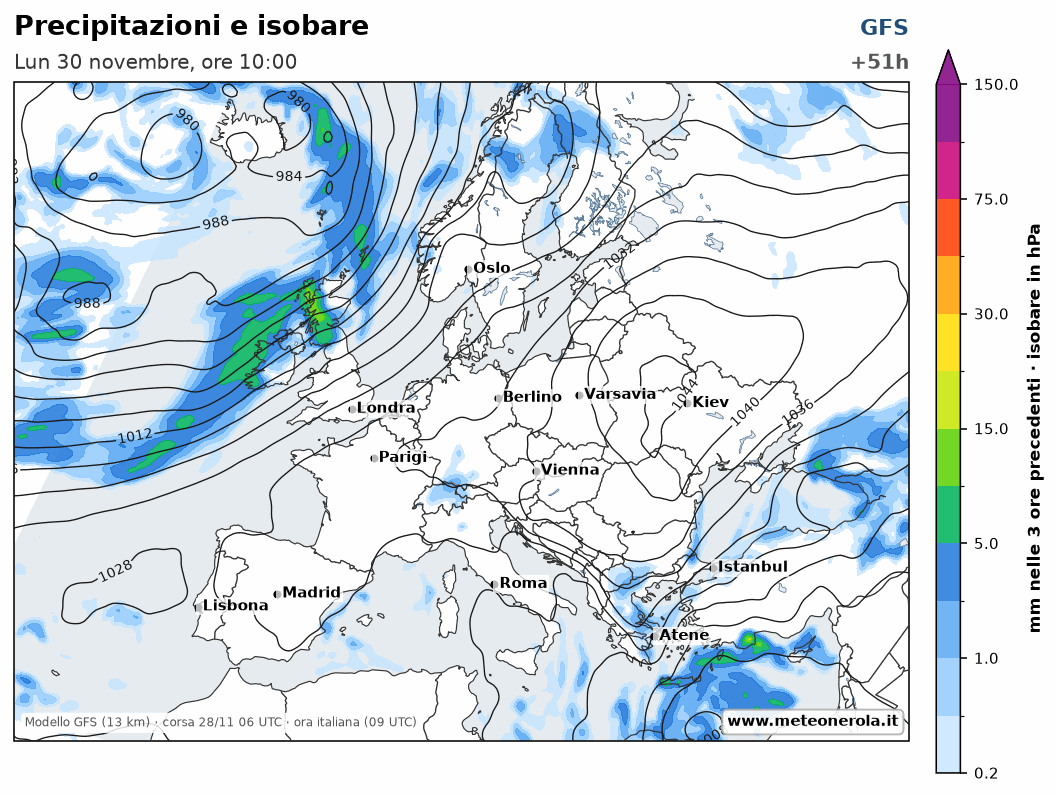 Precipitazioni e isobare
GFS
Lun 30 novembre, ore 10:00
+51h
980
980
984
988
988
1012
1028
1032
1044
1040
1036
Oslo
Londra
Berlino
Varsavia
Kiev
Parigi
Vienna
Istanbul
Roma
Madrid
Lisbona
Atene
Modello GFS (13 km) · corsa 28/11 06 UTC · ora italiana (09 UTC)
www.meteonerola.it
150.0
75.0
30.0
15.0
5.0
1.0
0.2
mm nelle 3 ore precedenti · isobare in hPa